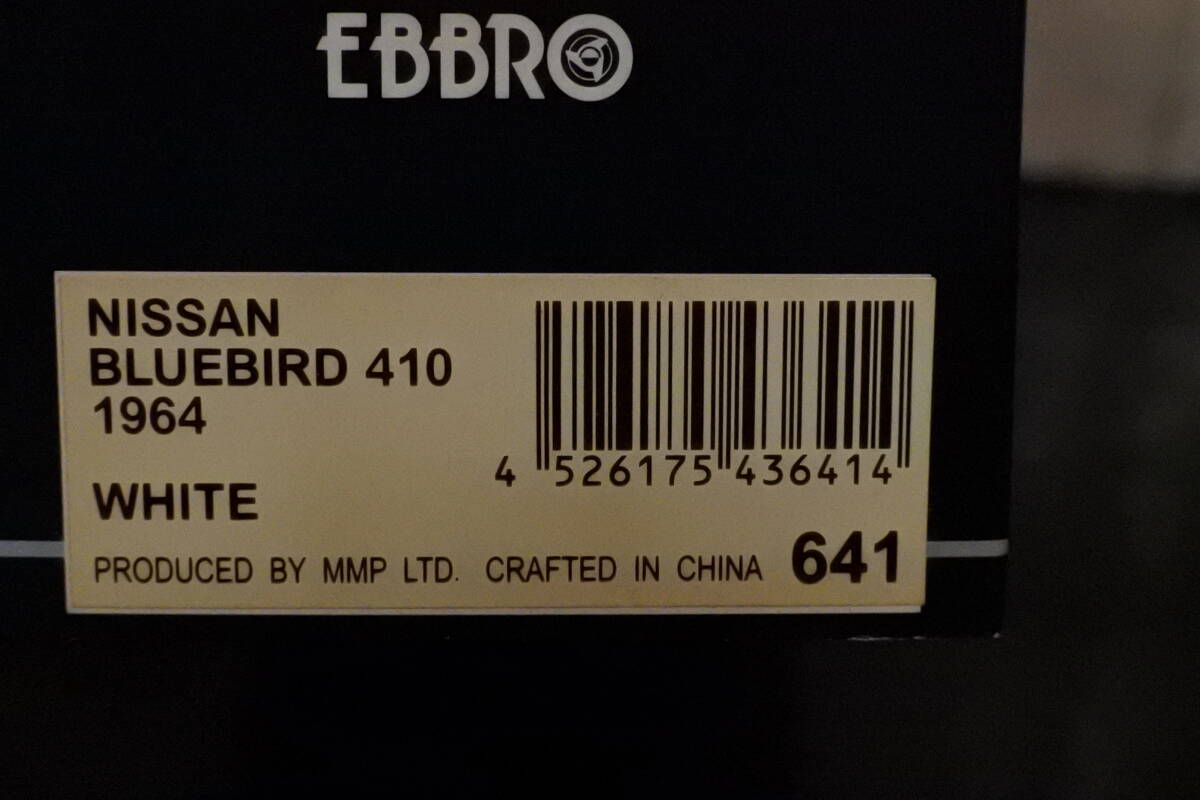 EBBRO
NISSAN
BLUEBIRD 410
1964
WHITE
4 526175 436414
PRODUCED BY MMP LTD. CRAFTED IN CHINA 641